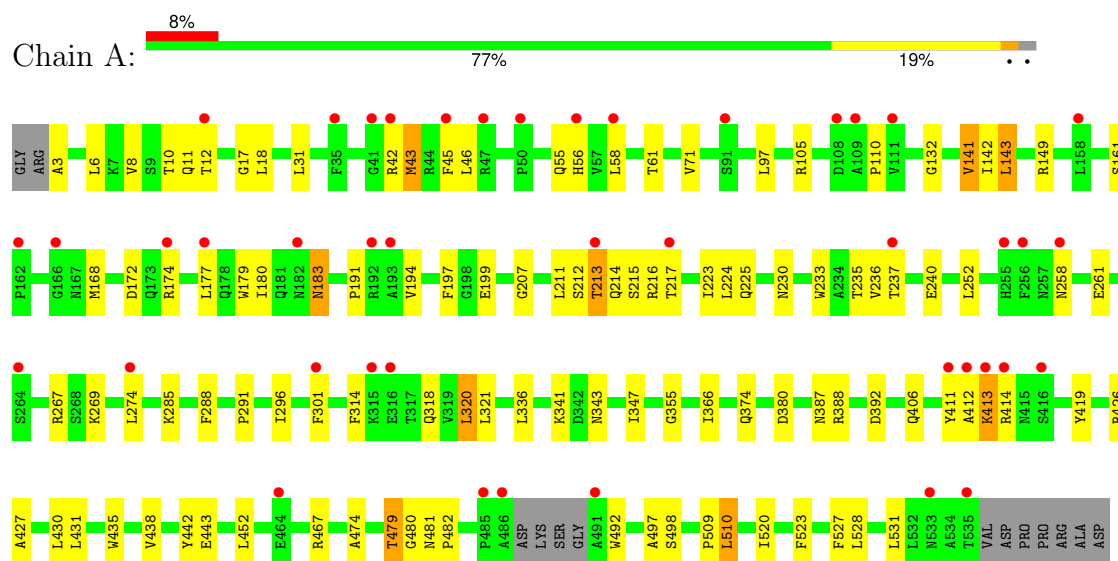 8%
Chain A:
77% 19% • •
GLY ARG A3 L6 K7 V8 S9 T10 Q11 T12 G17 L18 L31 F35 G41 R42 M43 R44 F45 L46 R47 P50 Q55 H56 V57 L58 T61 V71 S91 L97 R105 D108 A109 P110 V111 G132 V141 I142 L143 R149 L158 S161
P162 G166 N167 M168 D172 Q173 R174 L177 Q178 W179 I180 Q181 N182 N183 P191 R192 A193 V194 F197 G198 E199 G207 L211 S212 T213 Q214 S215 R216 T217 I223 L224 Q225 N230 W233 A234 T235 V236 T237 E240 L252 H255 F256 N257 N258 E261
S264 R267 S268 K269 L274 K285 F288 P291 I296 F301 F314 K315 E316 T317 Q318 V319 L320 L321 L336 K341 D342 N343 I347 G355 I366 Q374 D380 N387 R388 D392 Q406 Y411 A412 K413 R414 N415 S416 Y419 R426
A427 L430 L431 W435 V438 Y442 E443 L452 E464 R467 A474 T479 G480 N481 P482 P485 A486 ASP LYS SER GLY A491 W492 A497 S498 P509 L510 I520 F523 F527 L528 L531 L532 N533 A534 T535 VAL ASP PRO PRO ARG ALA ASP